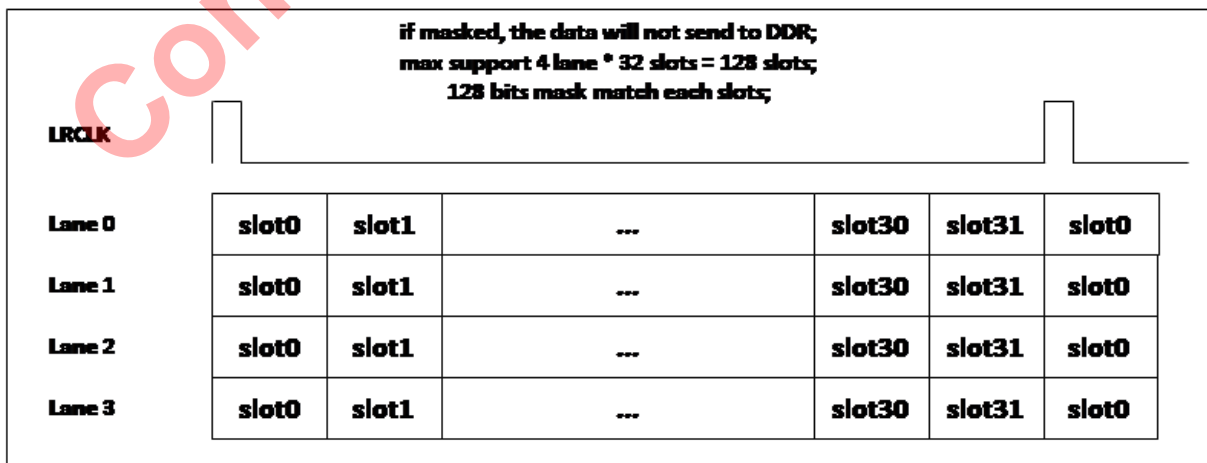 if masked, the data will not send to DDR;
max support 4 lane * 32 slots = 128 slots;
128 bits mask match each slots;
LRCLK
Lane 0 slot0 slot1 ... slot30 slot31 slot0
Lane 1 slot0 slot1 ... slot30 slot31 slot0
Lane 2 slot0 slot1 ... slot30 slot31 slot0
Lane 3 slot0 slot1 ... slot30 slot31 slot0